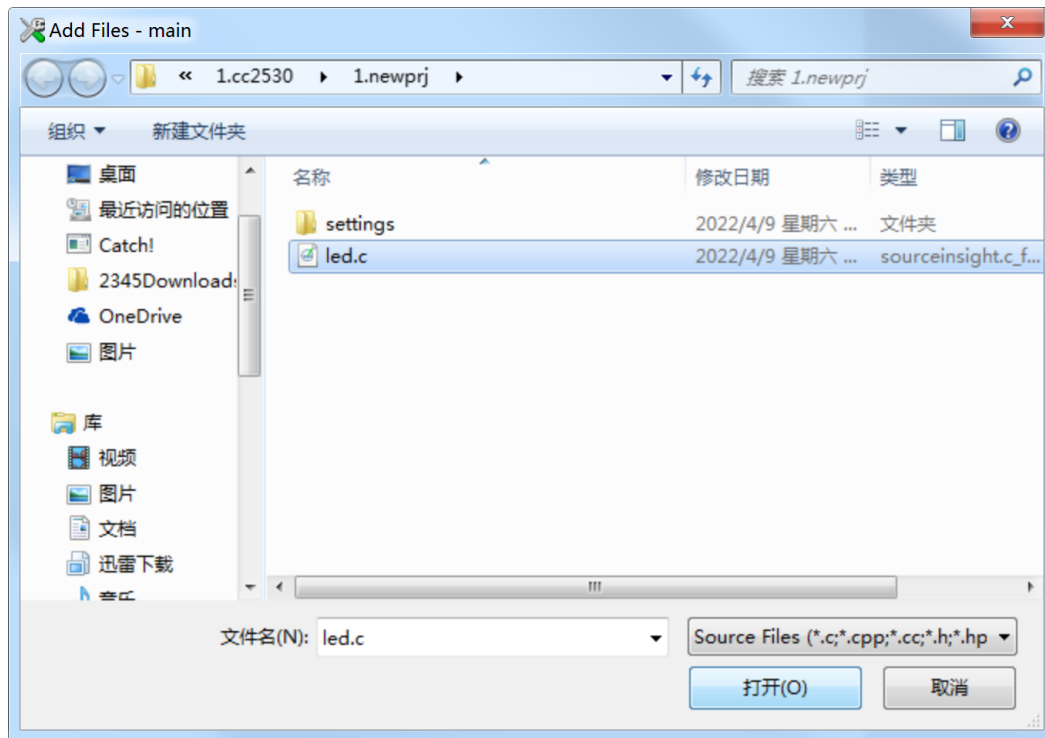 Add Files - main
« 1.cc2530 1.newprj
搜索 1.newprj
组织 新建文件夹
桌面
最近访问的位置
Catch!
2345Downloads
OneDrive
图片
库
视频
图片
文档
迅雷下载
音乐
名称 修改日期 类型
settings 2022/4/9 星期六 ... 文件夹
led.c 2022/4/9 星期六 ... sourceinsight.c_f...
文件名(N): led.c
Source Files (*.c;*.cpp;*.cc;*.h;*.hp
打开(O) 取消